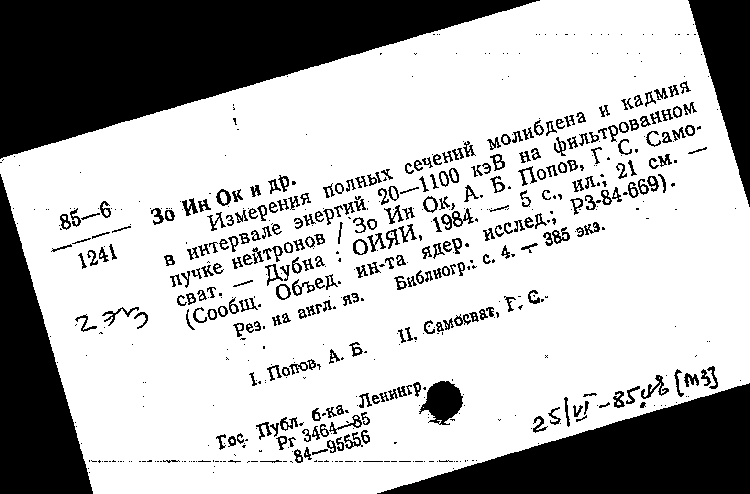 85—6
1241
2 экз
Зо Ин Ок и др.
Измерения полных сечений молибдена и кадмия
в интервале энергий 20—1100 кэВ на фильтрованном
пучке нейтронов / Зо Ин Ок, А. Б. Попов, Г. С. Само-
сват. — Дубна : ОИЯИ, 1984. — 5 с., ил.; 21 см. —
(Сообщ. Объед. ин-та ядер. исслед.; Р3-84-669).
Рез. на англ. яз. Библиогр.: с. 4. — 385 экз.
I. Попов, А. Б. II. Самосват, Г. С.
Гос. Публ. б-ка. Ленингр.
Рг 3464—85
84—95556
25/VI-85 [М3]